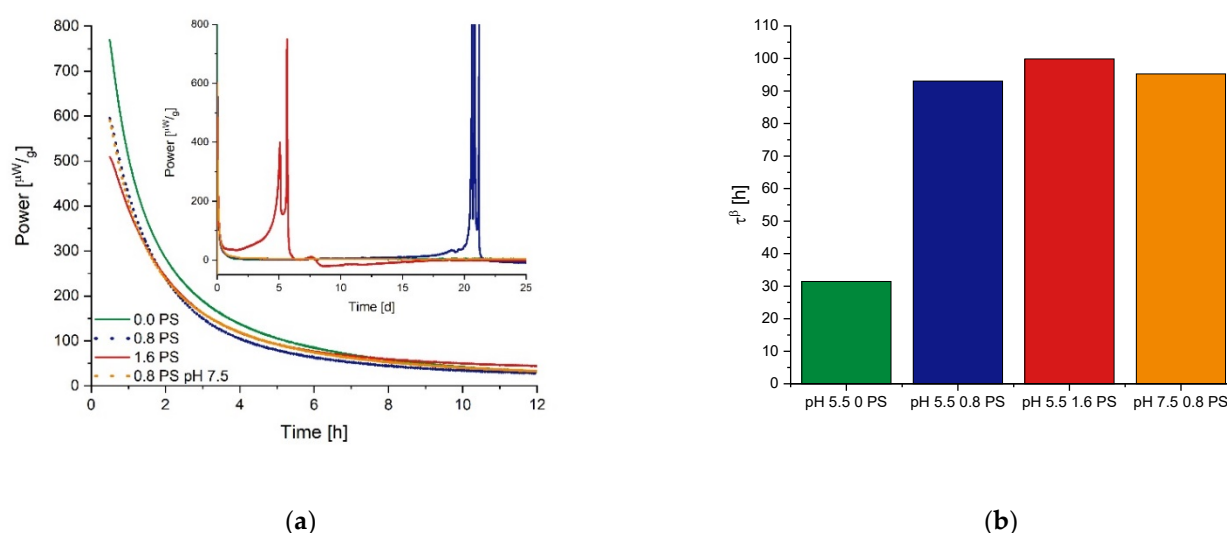 800
700
600
500
400
300
200
100
0
Power [µW/g]
0 2 4 6 8 10 12
Time [h]
0.0 PS
0.8 PS
1.6 PS
0.8 PS pH 7.5
800
600
400
200
0
Power [µW/g]
0 5 10 15 20 25
Time [d]
(a)
110
100
90
80
70
60
50
40
30
20
10
0
τᵝ [h]
pH 5.5 0 PS pH 5.5 0.8 PS pH 5.5 1.6 PS pH 7.5 0.8 PS
(b)